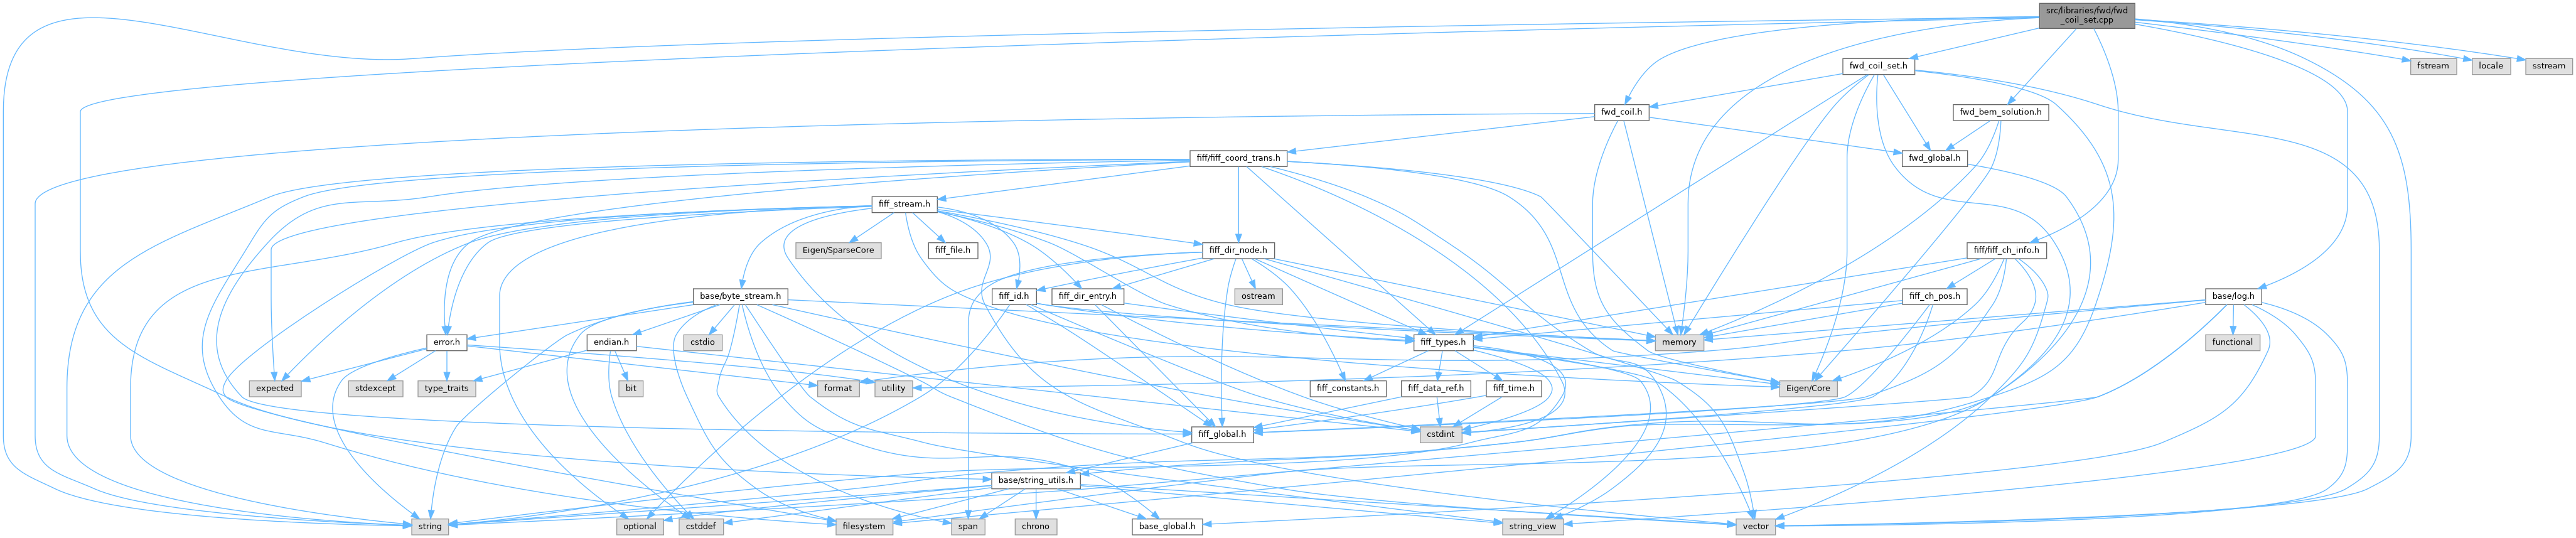 src/libraries/fwd/fwd
_coil_set.cpp
fwd_coil_set.h
fstream
locale
sstream
fwd_coil.h
fwd_bem_solution.h
fiff/fiff_coord_trans.h
fwd_global.h
fiff_stream.h
Eigen/SparseCore
fiff_file.h
fiff_dir_node.h
fiff/fiff_ch_info.h
base/byte_stream.h
fiff_id.h
fiff_dir_entry.h
ostream
fiff_ch_pos.h
base/log.h
error.h
cstdio
endian.h
fiff_types.h
memory
functional
expected
stdexcept
type_traits
bit
format
utility
fiff_constants.h
fiff_data_ref.h
fiff_time.h
Eigen/Core
fiff_global.h
cstdint
base/string_utils.h
string
optional
cstddef
filesystem
span
chrono
base_global.h
string_view
vector